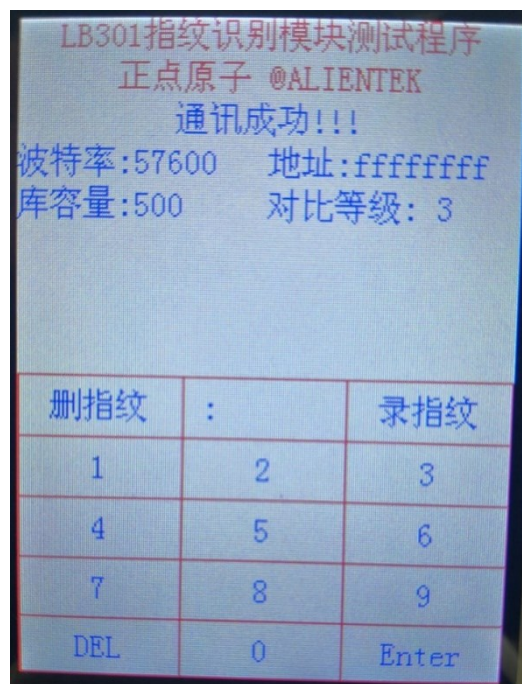 LB301指纹识别模块测试程序
正点原子 @ALIENTEK
通讯成功!!!
波特率:57600 地址:ffffffff
库容量:500 对比等级: 3
删指纹 : 录指纹
1 2 3
4 5 6
7 8 9
DEL 0 Enter